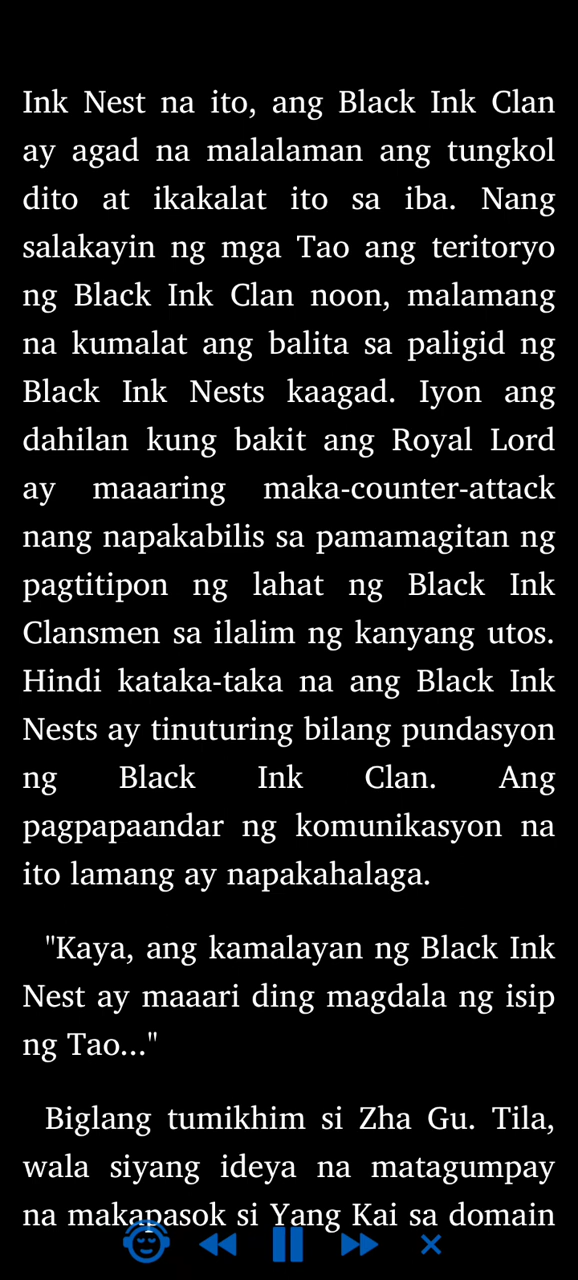 Ink Nest na ito, ang Black Ink Clan
ay agad na malalaman ang tungkol
dito at ikakalat ito sa iba. Nang
salakayin ng mga Tao ang teritoryo
ng Black Ink Clan noon, malamang
na kumalat ang balita sa paligid ng
Black Ink Nests kaagad. Iyon ang
dahilan kung bakit ang Royal Lord
ay maaaring maka-counter-attack
nang napakabilis sa pamamagitan ng
pagtitipon ng lahat ng Black Ink
Clansmen sa ilalim ng kanyang utos.
Hindi kataka-taka na ang Black Ink
Nests ay tinuturing bilang pundasyon
ng Black Ink Clan. Ang
pagpapaandar ng komunikasyon na
ito lamang ay napakahalaga.
"Kaya, ang kamalayan ng Black Ink
Nest ay maaari ding magdala ng isip
ng Tao..."
Biglang tumikhim si Zha Gu. Tila,
wala siyang ideya na matagumpay
na makapasok si Yang Kai sa domain